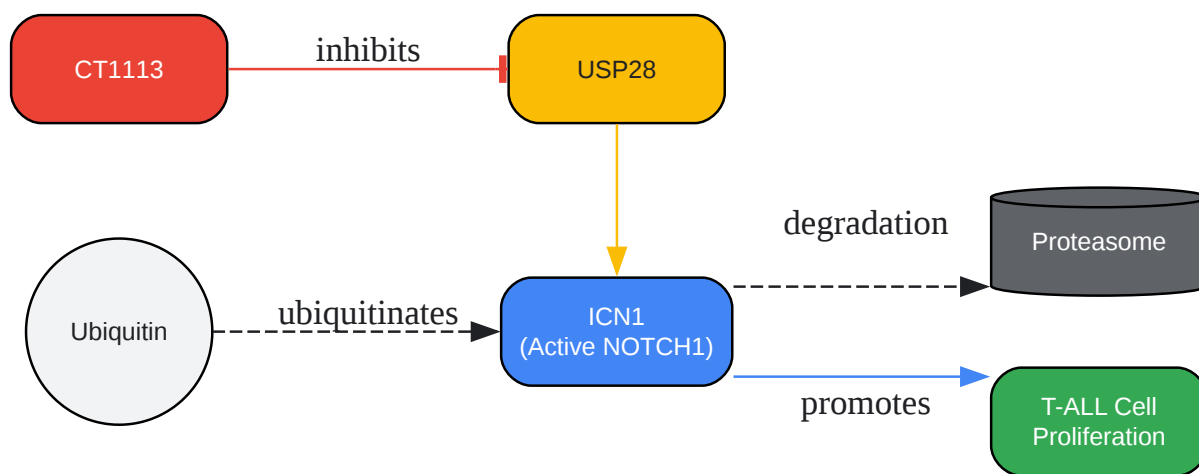 CT1113
inhibits
USP28
degradation
Proteasome
Ubiquitin
ubiquitinates
ICN1
(Active NOTCH1)
promotes
T-ALL Cell
Proliferation